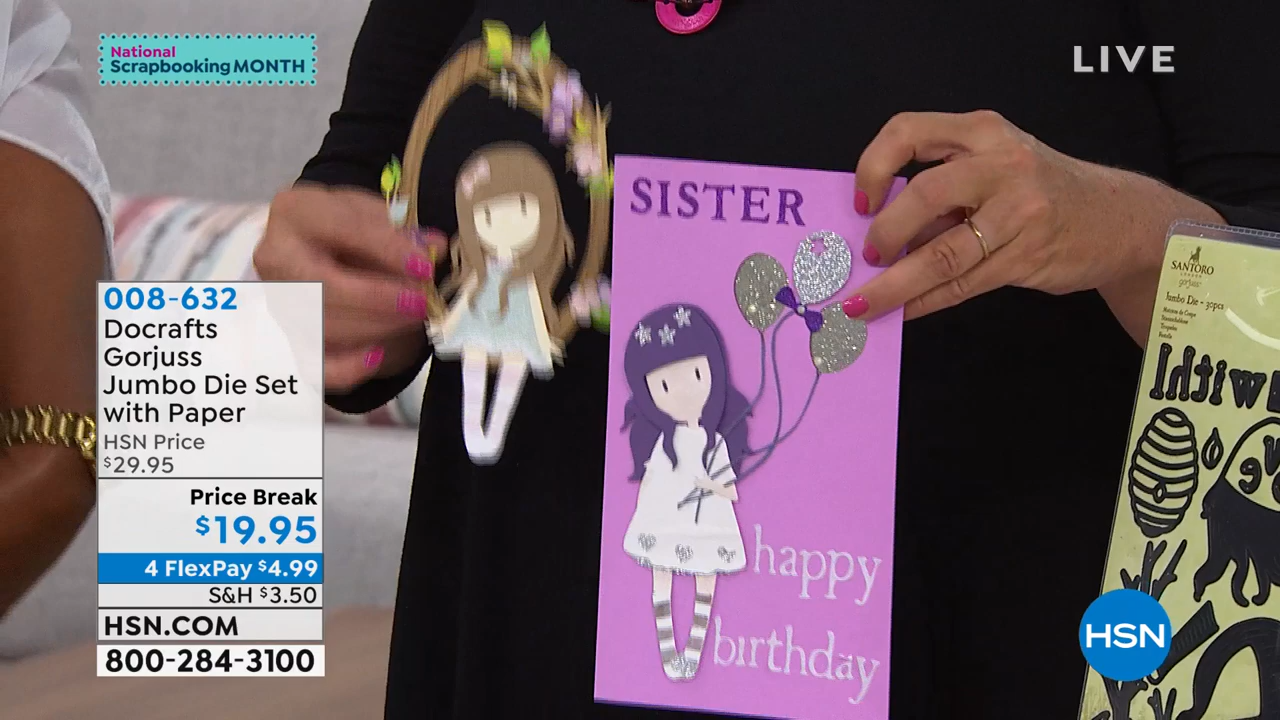 National
Scrapbooking MONTH
LIVE
008-632
Docrafts
Gorjuss
Jumbo Die Set
with Paper
HSN Price
$29.95
Price Break
$19.95
4 FlexPay $4.99
S&H $3.50
HSN.COM
800-284-3100
SISTER
happy
birthday
SANTORO
LONDON
gorjuss
Jumbo Die - 30pcs
HSN